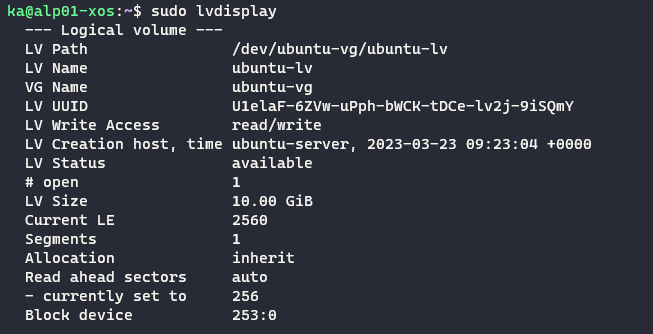 ka@alp01-xos:~$ sudo lvdisplay
--- Logical volume ---
LV Path                /dev/ubuntu-vg/ubuntu-lv
LV Name                ubuntu-lv
VG Name                ubuntu-vg
LV UUID                U1elaF-6ZVw-uPph-bWCK-tDCe-lv2j-9iSQmY
LV Write Access        read/write
LV Creation host, time ubuntu-server, 2023-03-23 09:23:04 +0000
LV Status              available
# open                 1
LV Size                10.00 GiB
Current LE             2560
Segments               1
Allocation             inherit
Read ahead sectors     auto
- currently set to     256
Block device           253:0